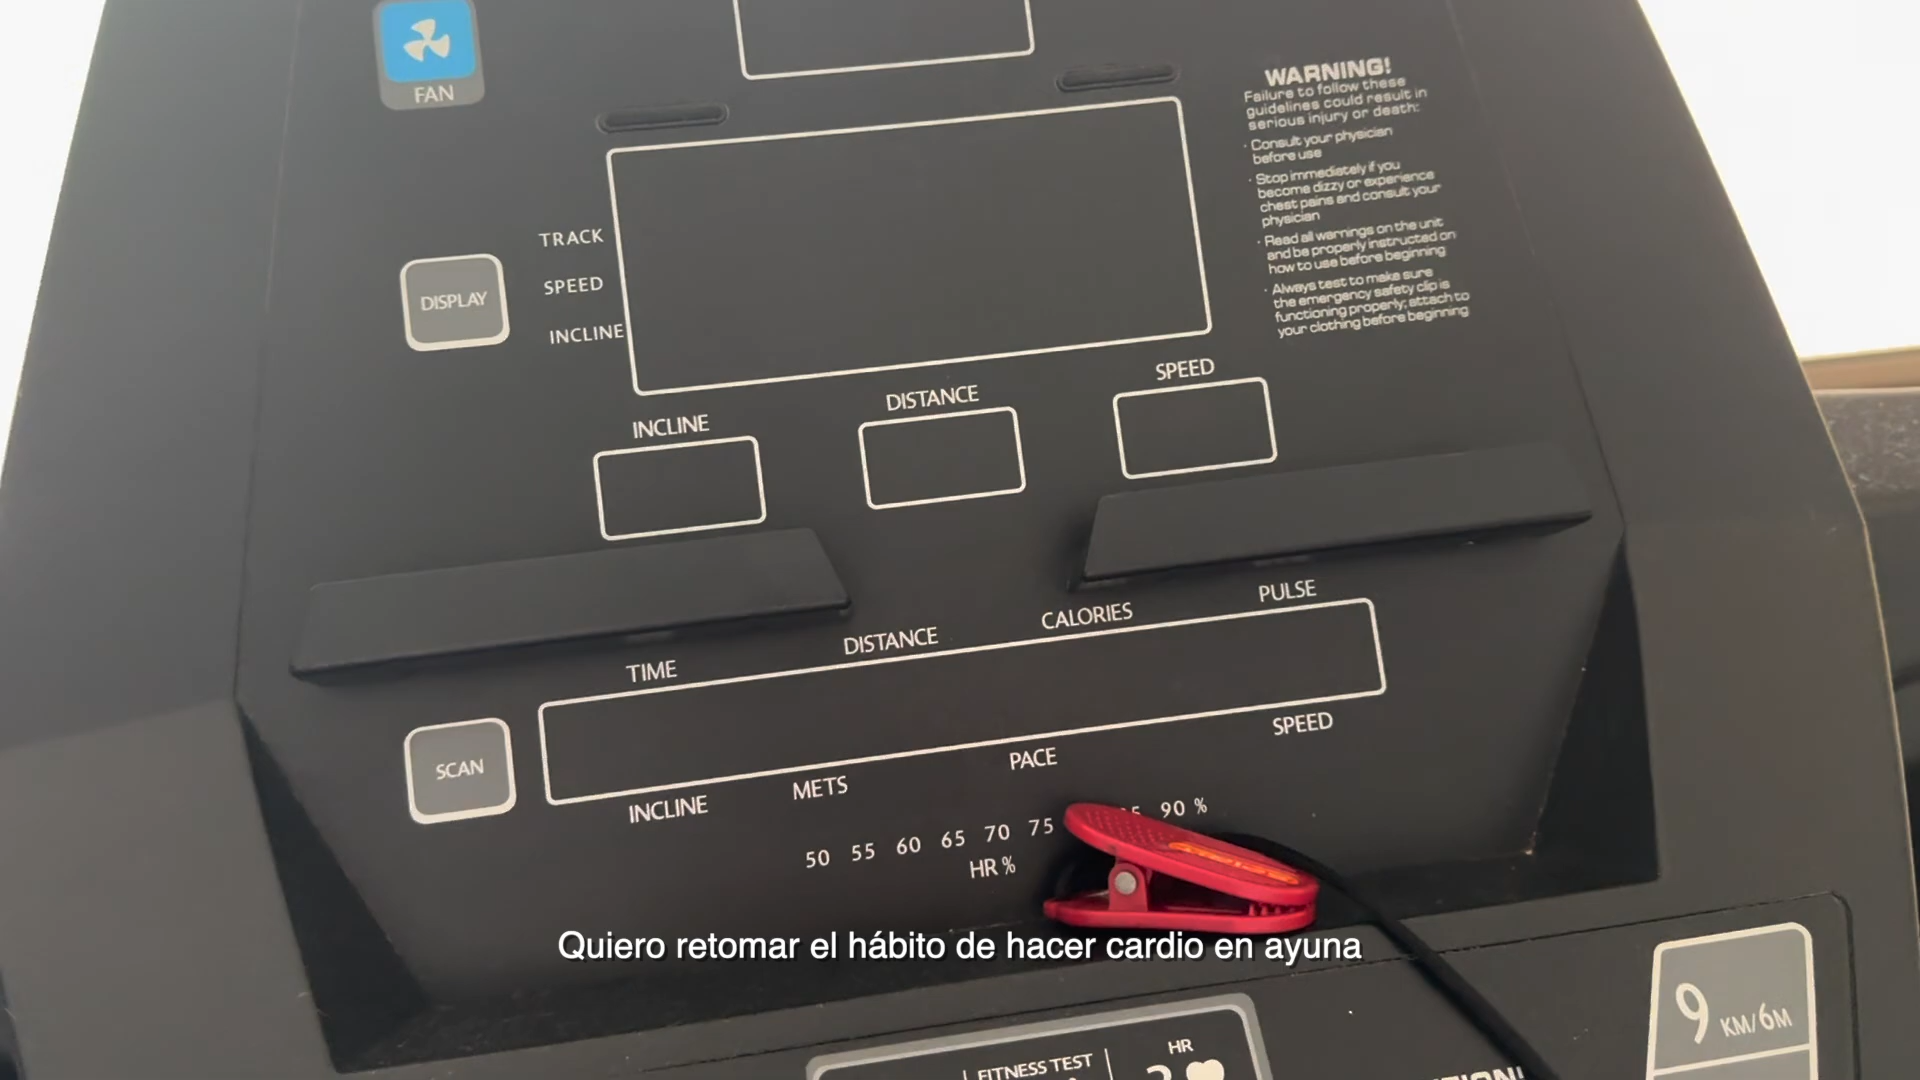 FAN
WARNING!
Failure to follow these
guidelines could result in
serious injury or death:
· Consult your physician
before use
· Stop immediately if you
become dizzy or experience
chest pains and consult your
physician
· Read all warnings on the unit
and be properly instructed on
how to use before beginning
· Always test to make sure
the emergency safety clip is
functioning properly; attach to
your clothing before beginning
TRACK
SPEED
INCLINE
DISPLAY
INCLINE
DISTANCE
SPEED
TIME
DISTANCE
CALORIES
PULSE
SCAN
INCLINE
METS
PACE
SPEED
50 55 60 65 70 75 90 %
HR %
Quiero retomar el hábito de hacer cardio en ayuna
9 KM/6M
FITNESS TEST
HR